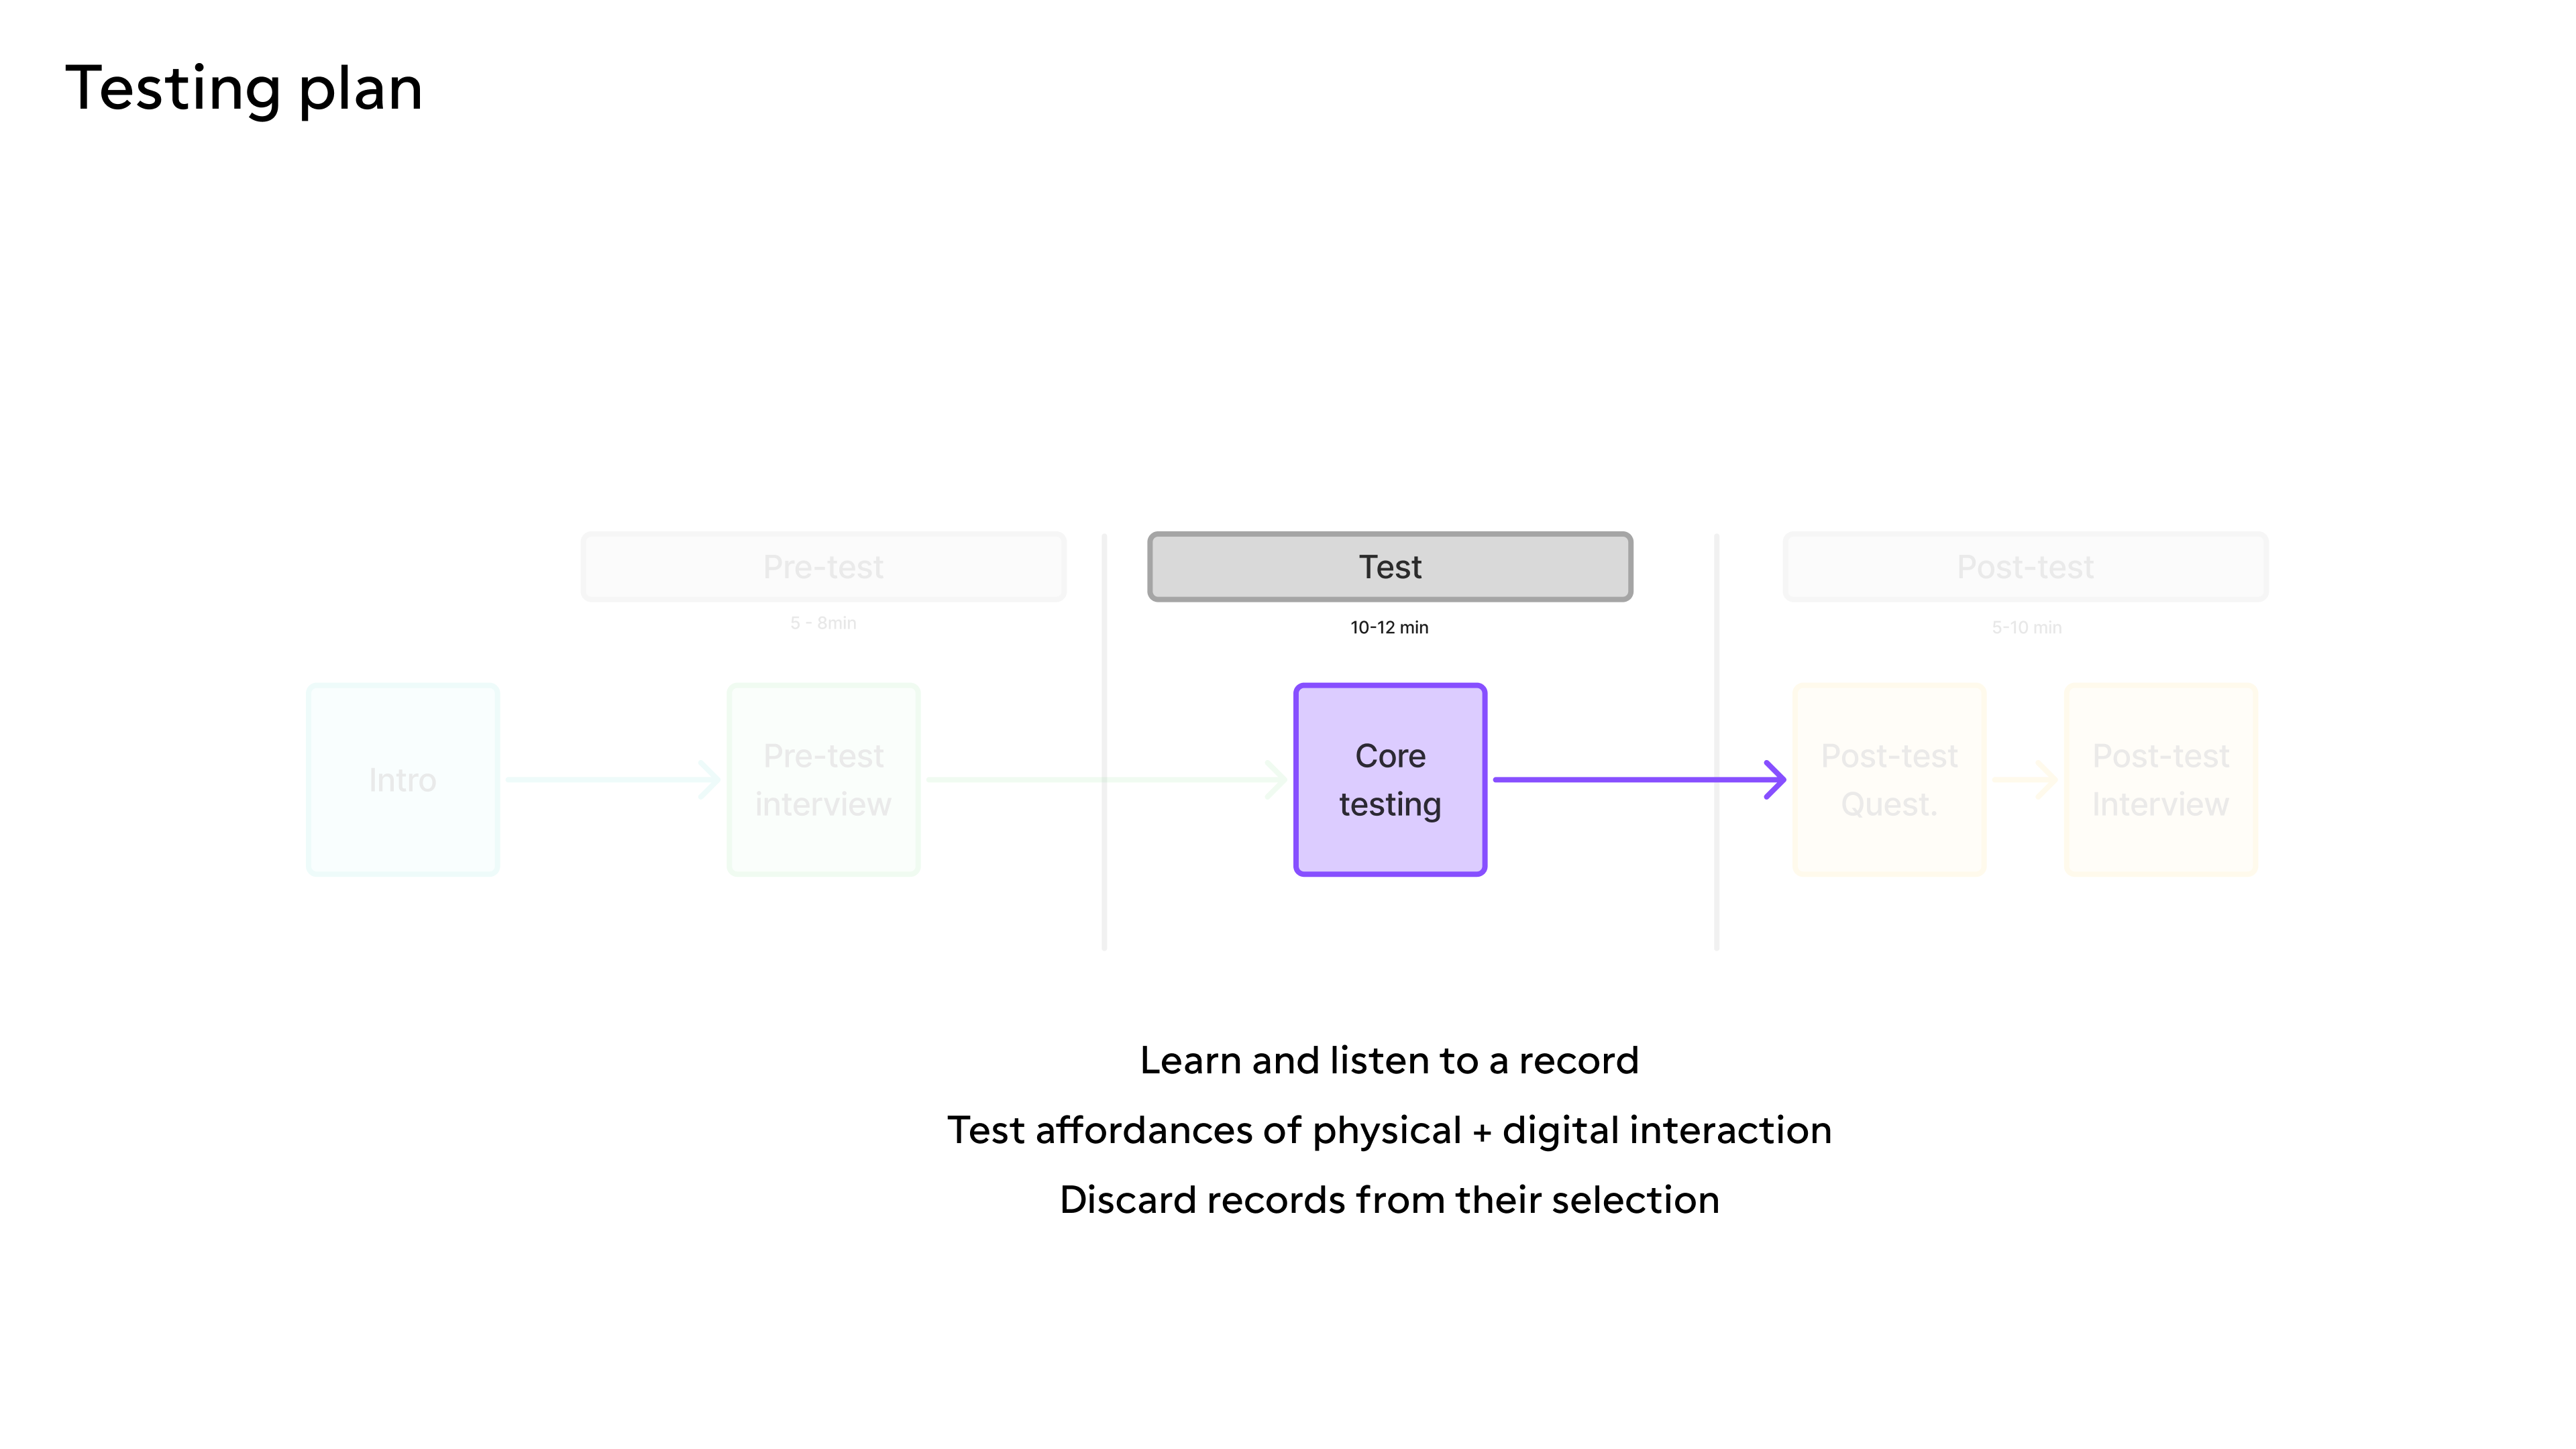 Testing plan
Pre-test
Test
Post-test
5 - 8min
10-12 min
5-10 min
Intro
Pre-test
interview
Core
testing
Post-test
Quest.
Post-test
Interview
Learn and listen to a record
Test affordances of physical + digital interaction
Discard records from their selection